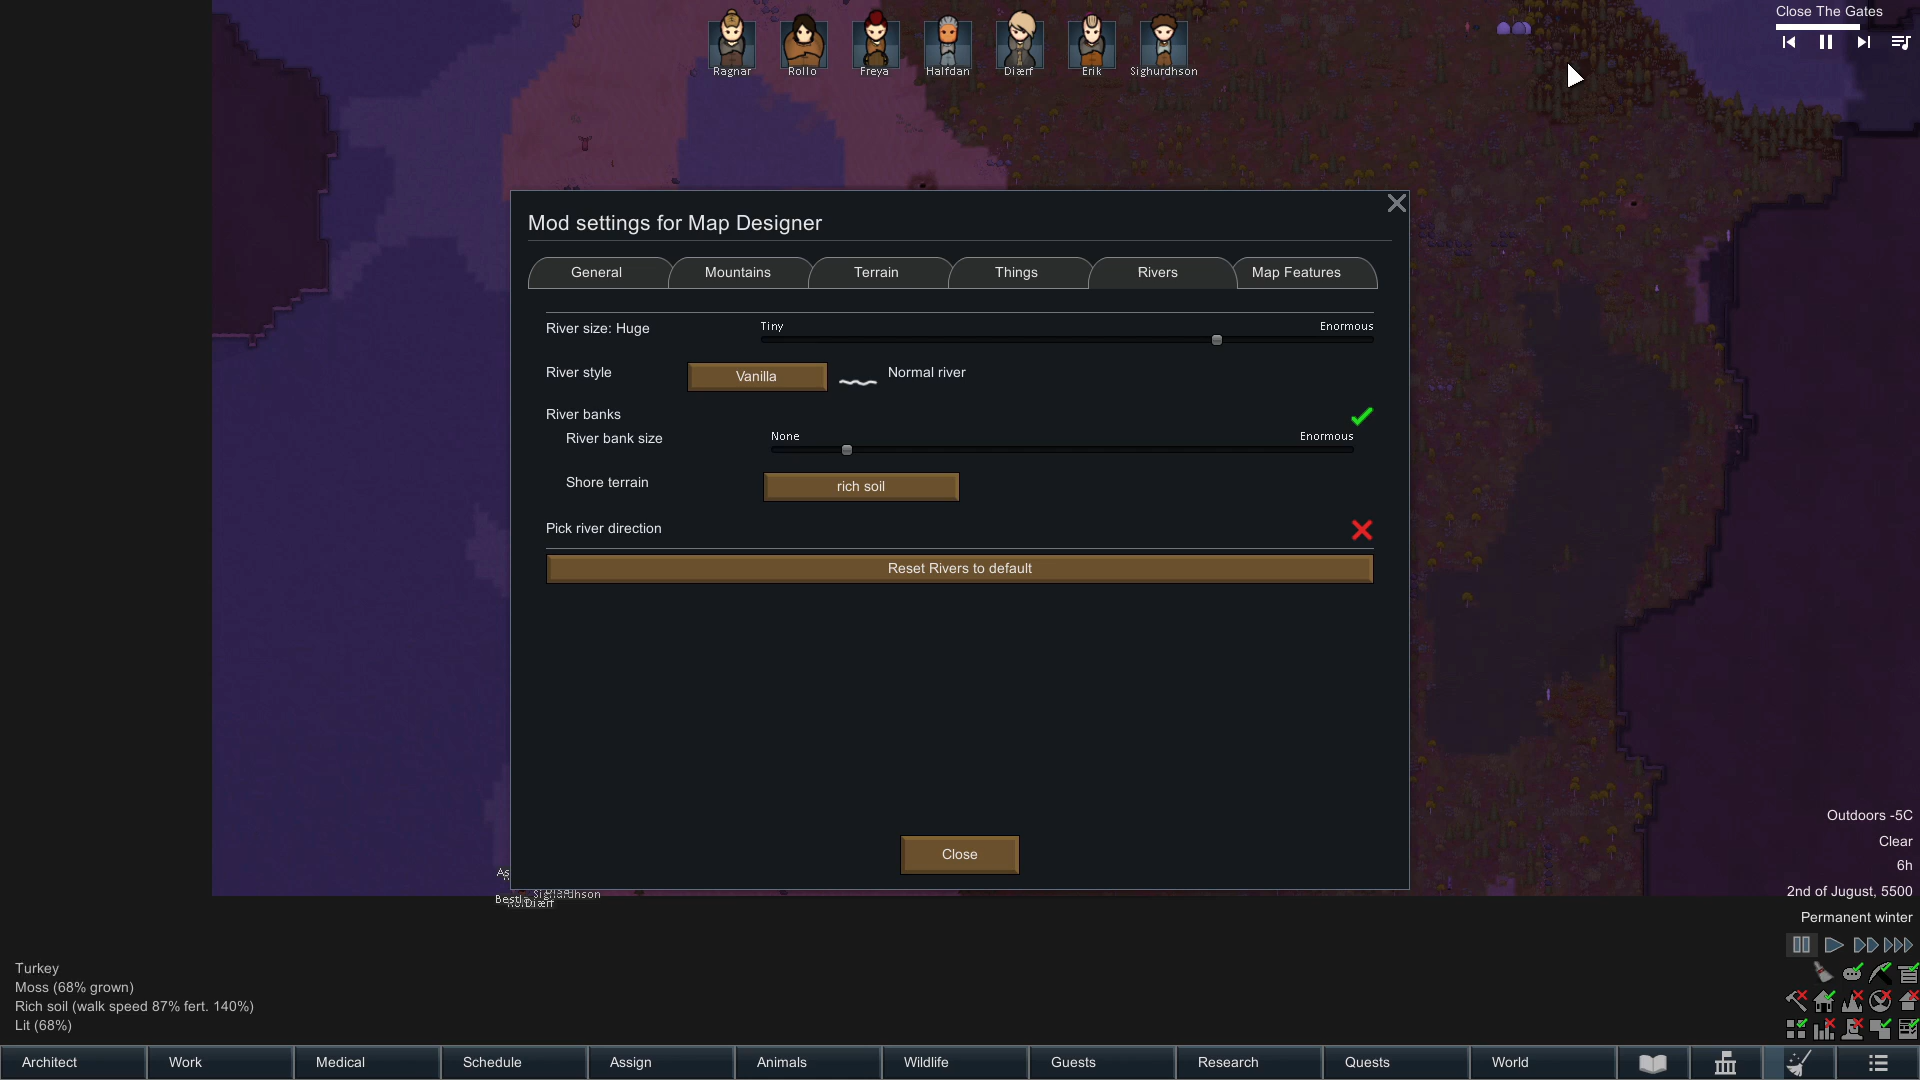 Close The Gates
Ragnar
Rollo
Freya
Halfdan
Diærf
Erik
Sighurdhson
Mod settings for Map Designer
General
Mountains
Terrain
Things
Rivers
Map Features
River size: Huge
Tiny
Enormous
River style
Vanilla
Normal river
River banks
River bank size
None
Enormous
Shore terrain
rich soil
Pick river direction
Reset Rivers to default
Close
Outdoors -5C
Clear
6h
2nd of Jugust, 5500
Permanent winter
Turkey
Moss (68% grown)
Rich soil (walk speed 87% fert. 140%)
Lit (68%)
Architect
Work
Medical
Schedule
Assign
Animals
Wildlife
Guests
Research
Quests
World